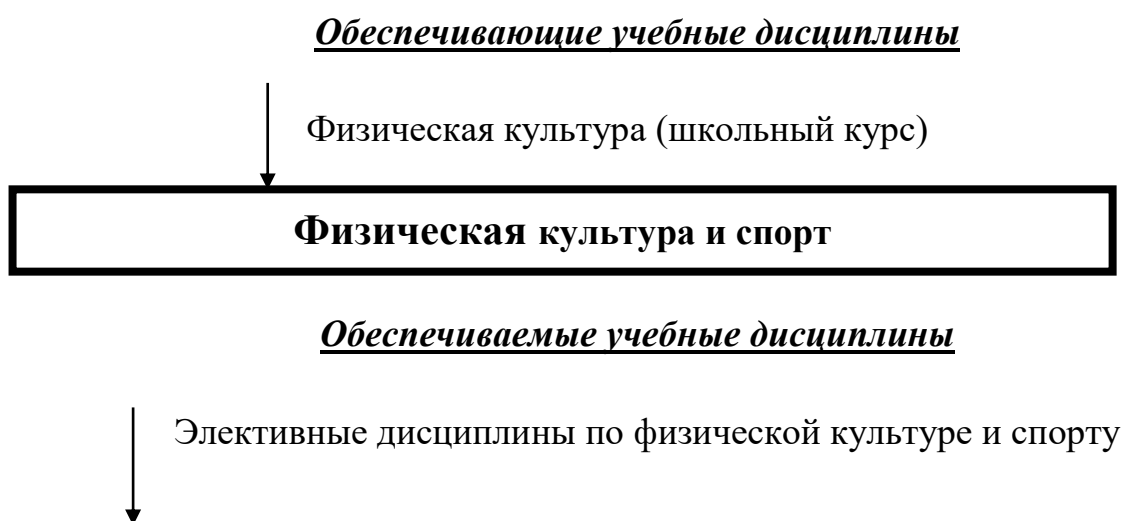 Обеспечивающие учебные дисциплины
Физическая культура (школьный курс)
Физическая культура и спорт
Обеспечиваемые учебные дисциплины
Элективные дисциплины по физической культуре и спорту